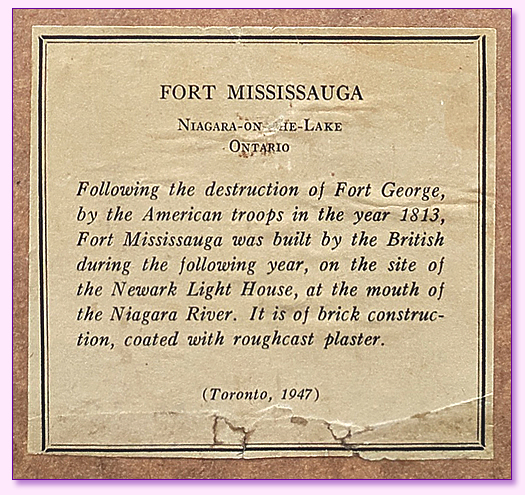 FORT MISSISSAUGA
NIAGARA-ON-THE-LAKE
ONTARIO
Following the destruction of Fort George,
by the American troops in the year 1813,
Fort Mississauga was built by the British
during the following year, on the site of
the Newark Light House, at the mouth of
the Niagara River. It is of brick construc-
tion, coated with roughcast plaster.
(Toronto, 1947)